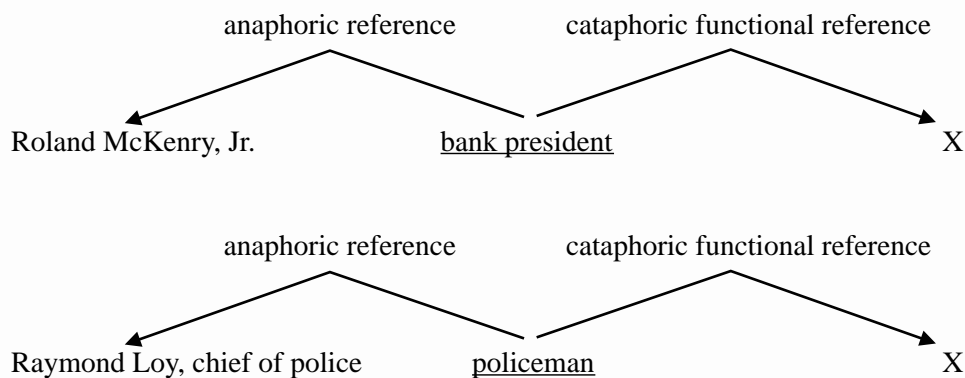 anaphoric reference cataphoric functional reference
Roland McKenry, Jr. bank president X
anaphoric reference cataphoric functional reference
Raymond Loy, chief of police policeman X